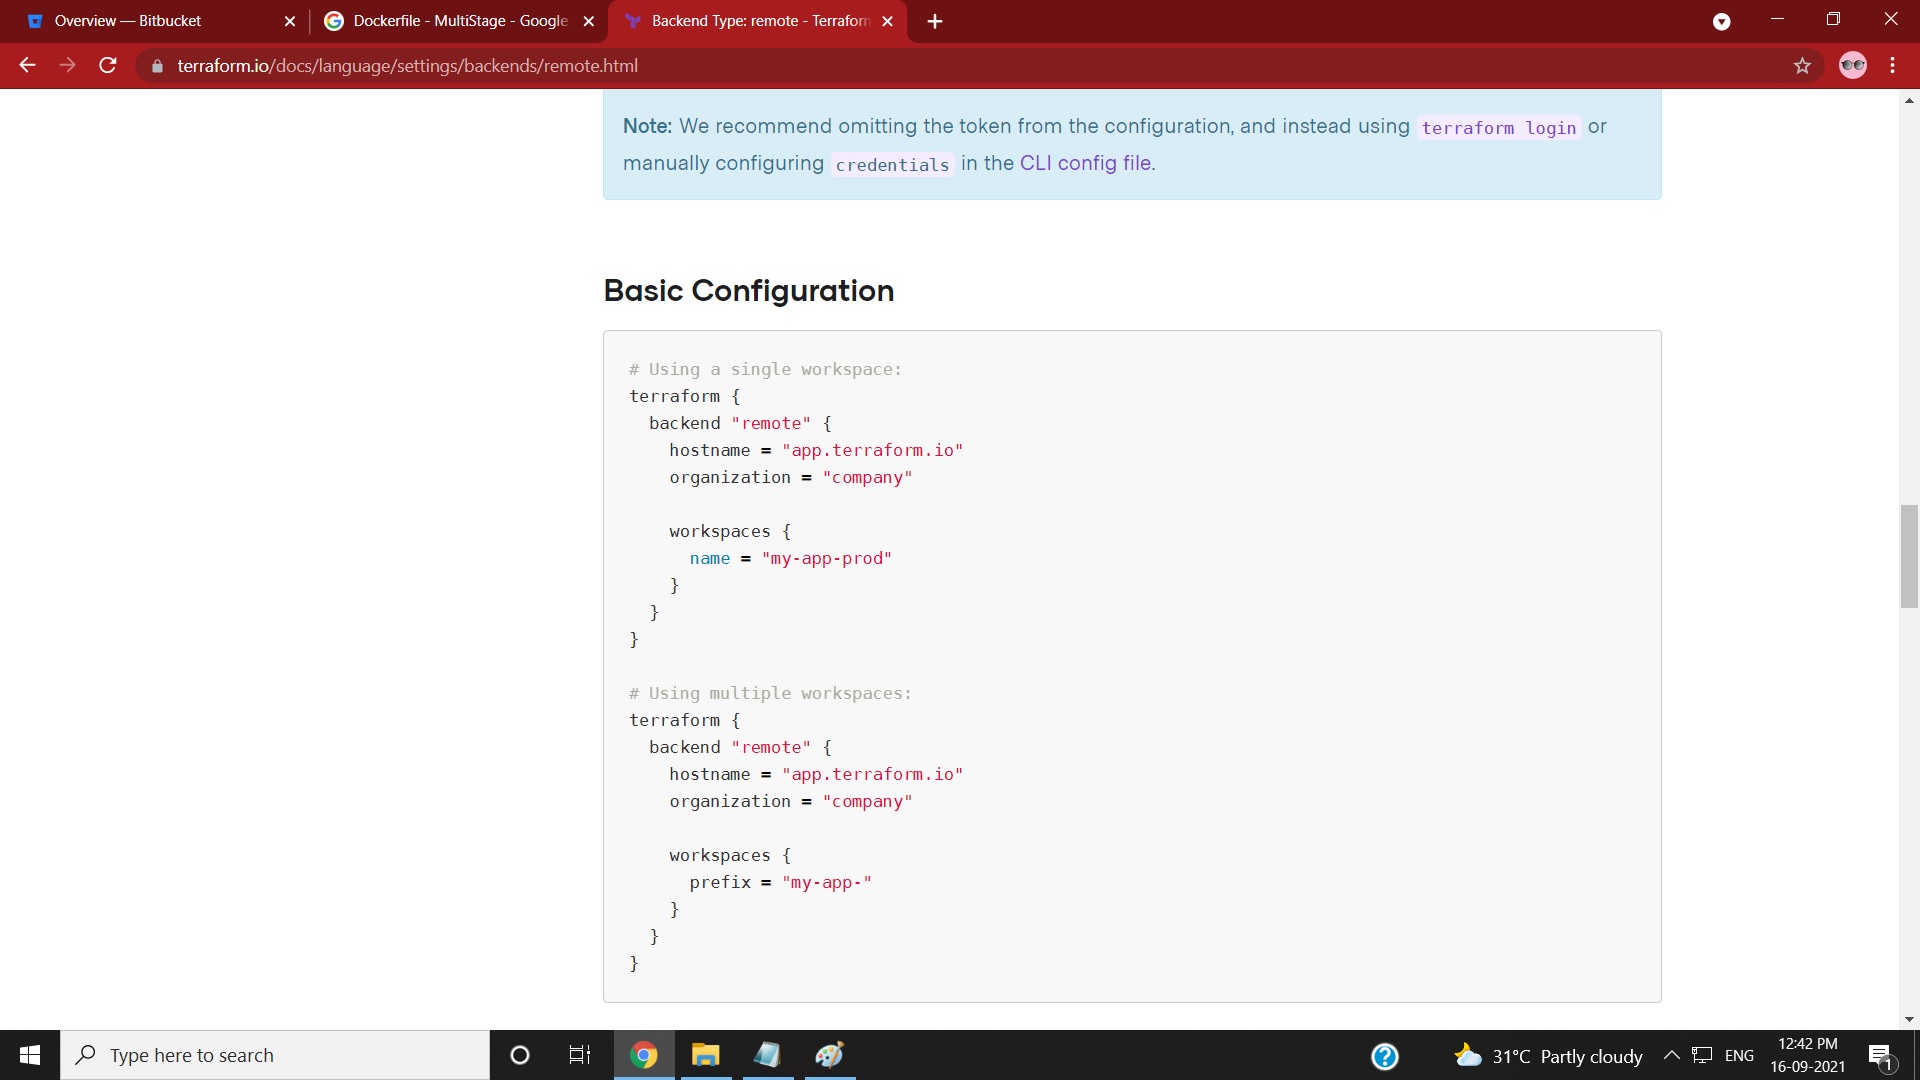 Overview — Bitbucket
Dockerfile - MultiStage - Google
Backend Type: remote - Terraform
terraform.io/docs/language/settings/backends/remote.html
Note: We recommend omitting the token from the configuration, and instead using terraform login or
manually configuring credentials in the CLI config file.
Basic Configuration
# Using a single workspace:
terraform {
  backend "remote" {
    hostname = "app.terraform.io"
    organization = "company"
    workspaces {
      name = "my-app-prod"
    }
  }
}
# Using multiple workspaces:
terraform {
  backend "remote" {
    hostname = "app.terraform.io"
    organization = "company"
    workspaces {
      prefix = "my-app-"
    }
  }
}
Type here to search
31°C Partly cloudy
ENG
12:42 PM
16-09-2021
1